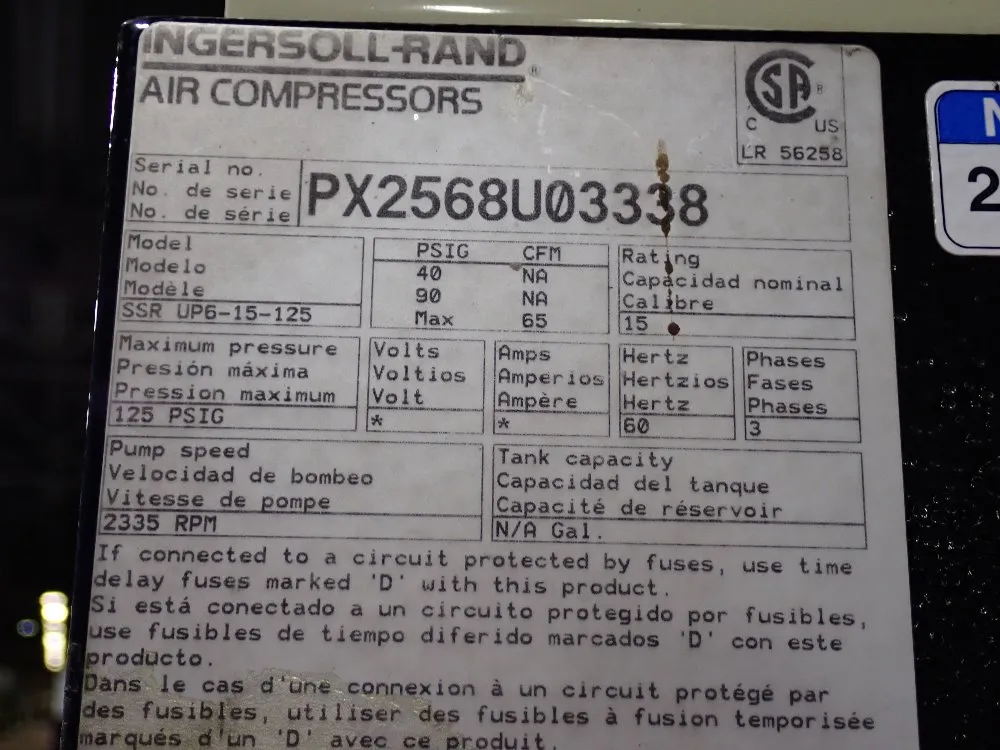 INGERSOLL-RAND®
AIR COMPRESSORS
CSA®
C US
LR 56258
Serial no.
No. de serie
No. de série
PX2568U03338
Model
Modelo
Modèle
SSR UP6-15-125
PSIG CFM
40 NA
90 NA
Max 65
Rating
Capacidad nominal
Calibre
15
Maximum pressure
Presión máxima
Pression maximum
125 PSIG
Volts
Voltios
Volt
*
Amps
Amperios
Ampère
*
Hertz
Hertzios
Hertz
60
Phases
Fases
Phases
3
Pump speed
Velocidad de bombeo
Vitesse de pompe
2335 RPM
Tank capacity
Capacidad del tanque
Capacité de réservoir
N/A Gal.
If connected to a circuit protected by fuses, use time
delay fuses marked 'D' with this product.
Si está conectado a un circuito protegido por fusibles,
use fusibles de tiempo diferido marcados 'D' con este
producto.
Dans le cas d'une connexion à un circuit protégé par
des fusibles, utiliser des fusibles à fusion temporisée
marqués d'un 'D' avec ce produit.
N
2